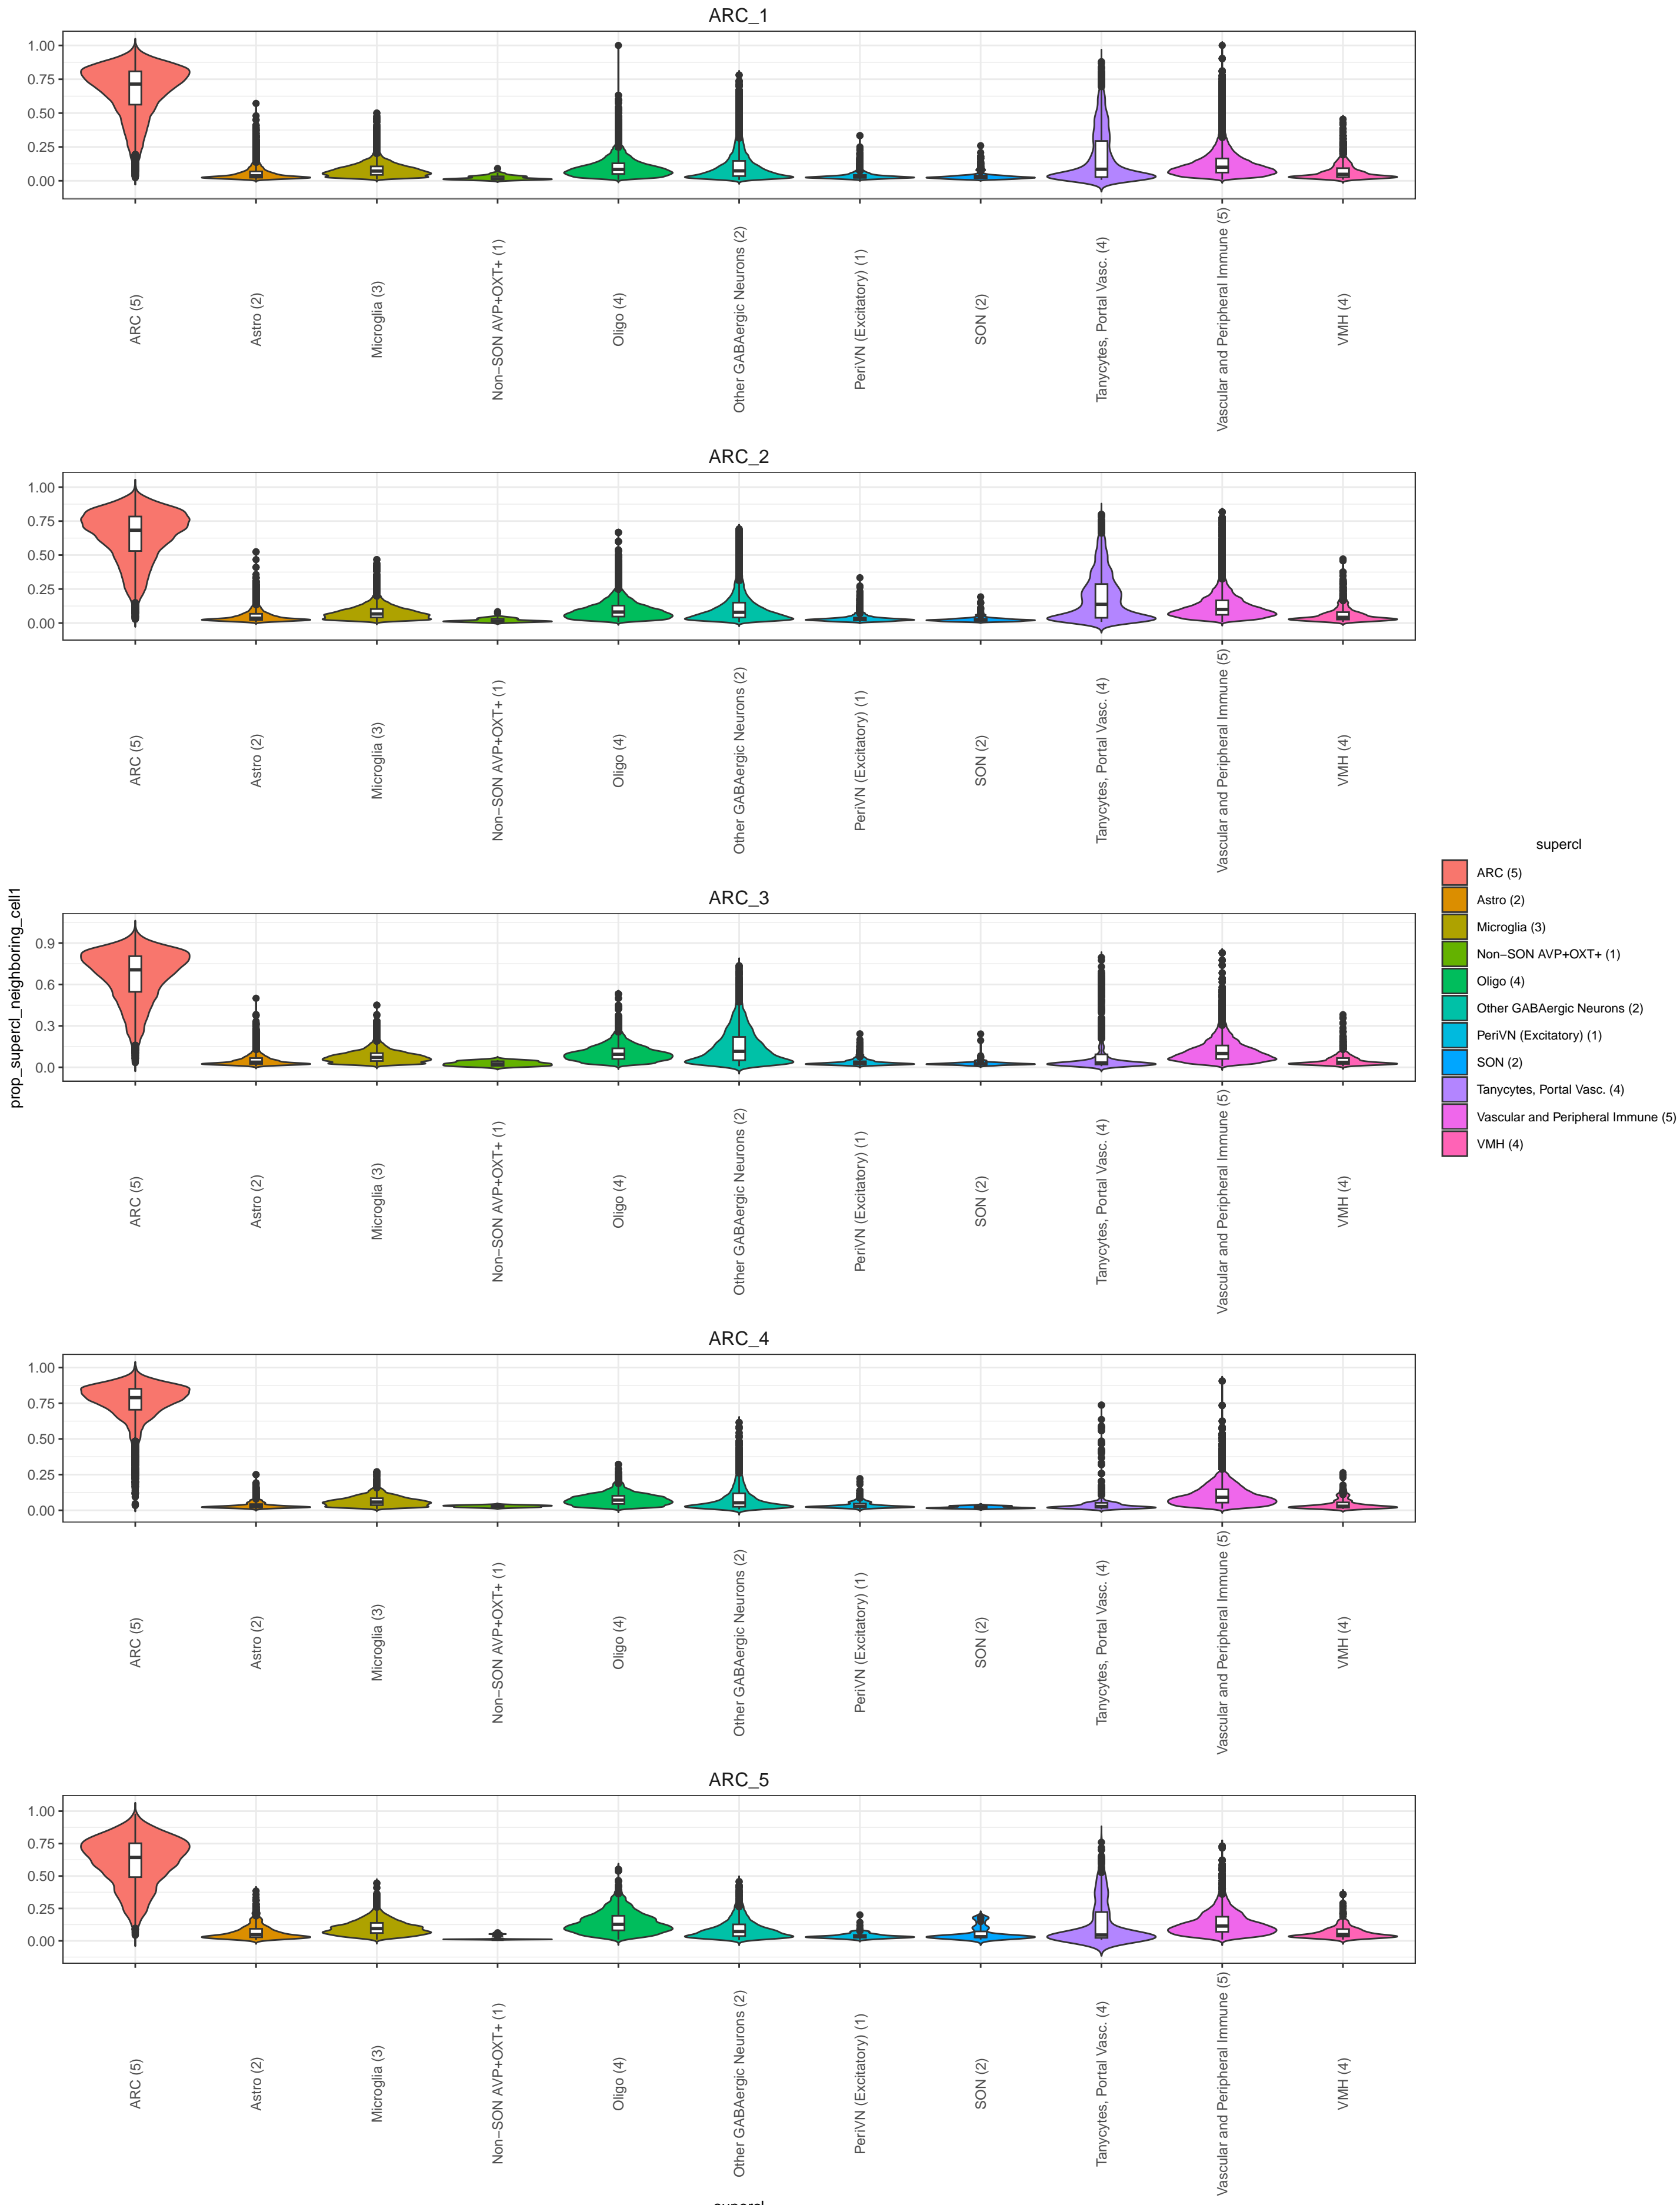 ARC_1
1.00
0.75
0.50
0.25
0.00
ARC (5)
Astro (2)
Microglia (3)
Non−SON AVP+OXT+ (1)
Oligo (4)
Other GABAergic Neurons (2)
PeriVN (Excitatory) (1)
SON (2)
Tanycytes, Portal Vasc. (4)
Vascular and Peripheral Immune (5)
VMH (4)
ARC_2
1.00
0.75
0.50
0.25
0.00
ARC (5)
Astro (2)
Microglia (3)
Non−SON AVP+OXT+ (1)
Oligo (4)
Other GABAergic Neurons (2)
PeriVN (Excitatory) (1)
SON (2)
Tanycytes, Portal Vasc. (4)
Vascular and Peripheral Immune (5)
VMH (4)
prop_supercl_neighboring_cell1
ARC_3
0.9
0.6
0.3
0.0
ARC (5)
Astro (2)
Microglia (3)
Non−SON AVP+OXT+ (1)
Oligo (4)
Other GABAergic Neurons (2)
PeriVN (Excitatory) (1)
SON (2)
Tanycytes, Portal Vasc. (4)
Vascular and Peripheral Immune (5)
VMH (4)
ARC_4
1.00
0.75
0.50
0.25
0.00
ARC (5)
Astro (2)
Microglia (3)
Non−SON AVP+OXT+ (1)
Oligo (4)
Other GABAergic Neurons (2)
PeriVN (Excitatory) (1)
SON (2)
Tanycytes, Portal Vasc. (4)
Vascular and Peripheral Immune (5)
VMH (4)
ARC_5
1.00
0.75
0.50
0.25
0.00
ARC (5)
Astro (2)
Microglia (3)
Non−SON AVP+OXT+ (1)
Oligo (4)
Other GABAergic Neurons (2)
PeriVN (Excitatory) (1)
SON (2)
Tanycytes, Portal Vasc. (4)
Vascular and Peripheral Immune (5)
VMH (4)
supercl
ARC (5)
Astro (2)
Microglia (3)
Non−SON AVP+OXT+ (1)
Oligo (4)
Other GABAergic Neurons (2)
PeriVN (Excitatory) (1)
SON (2)
Tanycytes, Portal Vasc. (4)
Vascular and Peripheral Immune (5)
VMH (4)